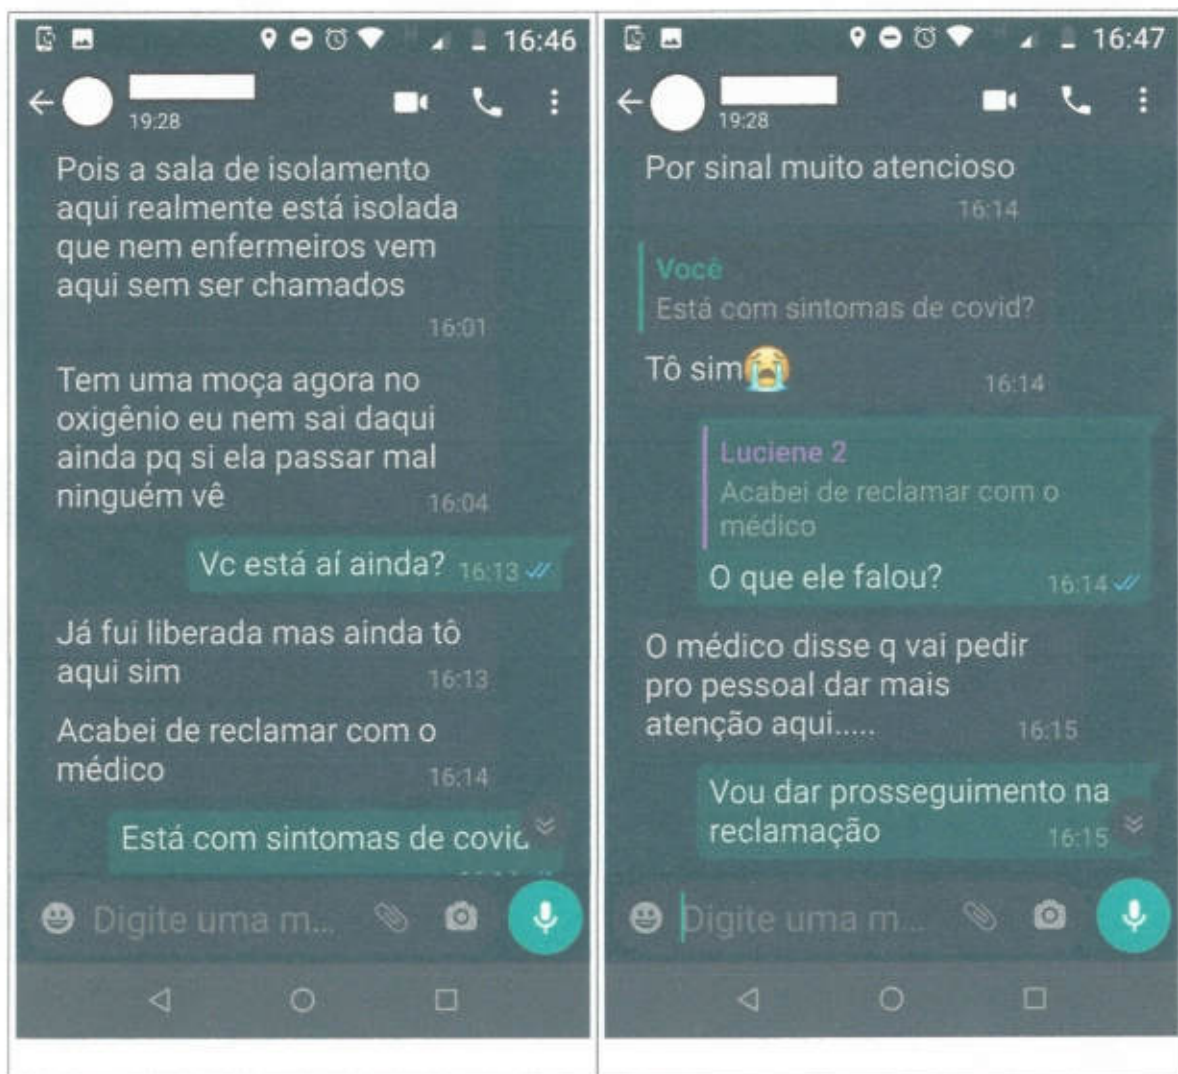 16:46
19:28
Pois a sala de isolamento
aqui realmente está isolada
que nem enfermeiros vem
aqui sem ser chamados
16:01
Tem uma moça agora no
oxigênio eu nem sai daqui
ainda pq si ela passar mal
ninguém vê
16:04
Vc está aí ainda? 16:13
Já fui liberada mas ainda tô
aqui sim
16:13
Acabei de reclamar com o
médico
16:14
Está com sintomas de covid
Digite uma m...
16:47
19:28
Por sinal muito atencioso
16:14
Você
Está com sintomas de covid?
Tô sim😭
16:14
Luciene 2
Acabei de reclamar com o
médico
O que ele falou? 16:14
O médico disse q vai pedir
pro pessoal dar mais
atenção aqui.....
16:15
Vou dar prosseguimento na
reclamação
16:15
Digite uma m...